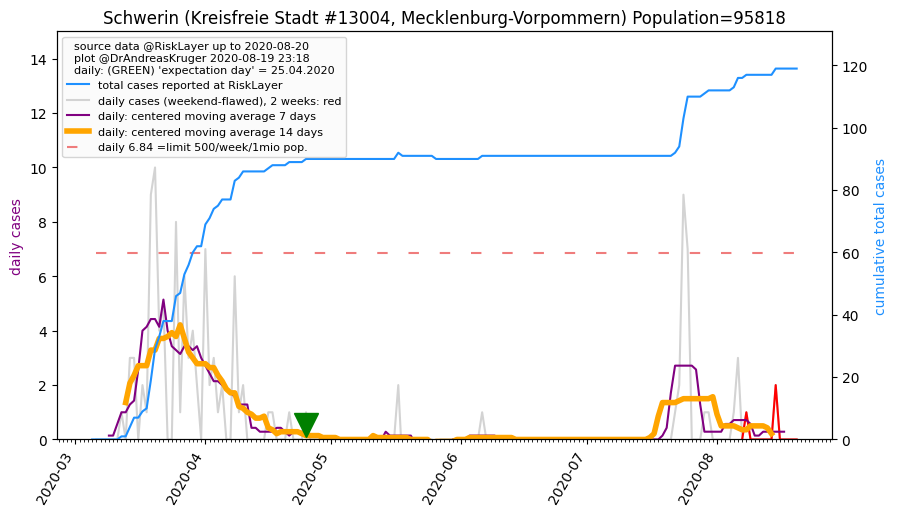 Schwerin (Kreisfreie Stadt #13004, Mecklenburg-Vorpommern) Population=95818
source data @RiskLayer up to 2020-08-20
plot @DrAndreasKruger 2020-08-19 23:18
daily: (GREEN) 'expectation day' = 25.04.2020
total cases reported at RiskLayer
daily cases (weekend-flawed), 2 weeks: red
daily: centered moving average 7 days
daily: centered moving average 14 days
daily 6.84 =limit 500/week/1mio pop.
daily cases
14
12
10
8
6
4
2
0
cumulative total cases
120
100
80
60
40
20
0
2020-03
2020-04
2020-05
2020-06
2020-07
2020-08